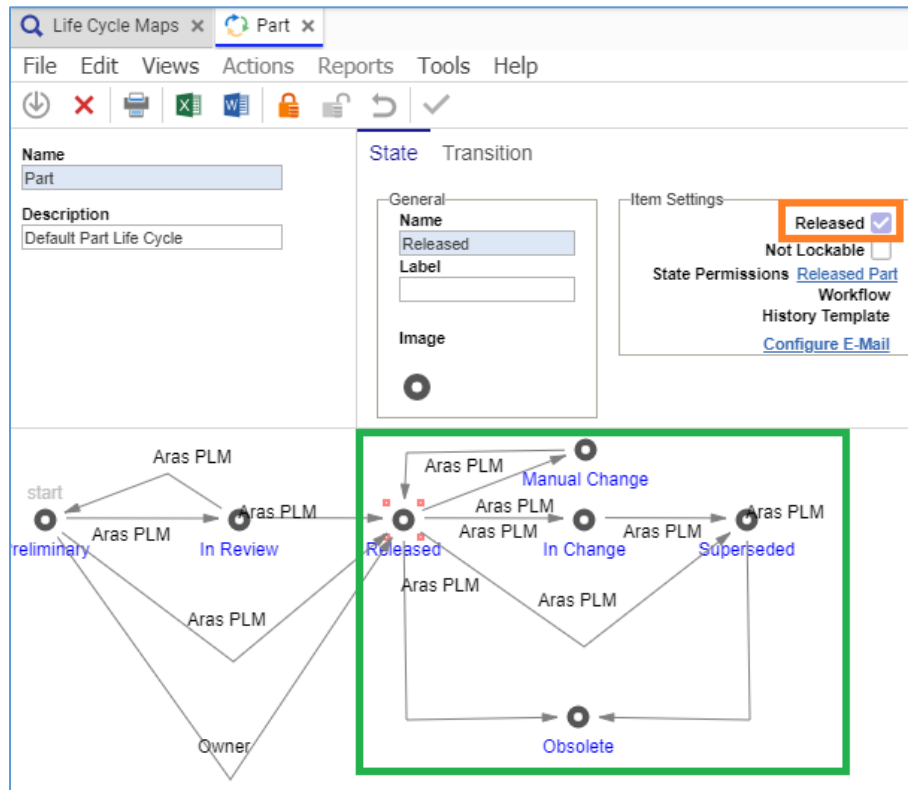 Life Cycle Maps
Part
File Edit Views Actions Reports Tools Help
Name
Part
Description
Default Part Life Cycle
State Transition
General
Name
Released
Label
Image
Item Settings
Released
Not Lockable
State Permissions Released Part
Workflow
History Template
Configure E-Mail
start
Aras PLM
Aras PLM
Manual Change
Aras PLM
Aras PLM
Aras PLM
Aras PLM
Aras PLM
Aras PLM
Preliminary
In Review
Released
In Change
Superseded
Aras PLM
Aras PLM
Aras PLM
Owner
Obsolete